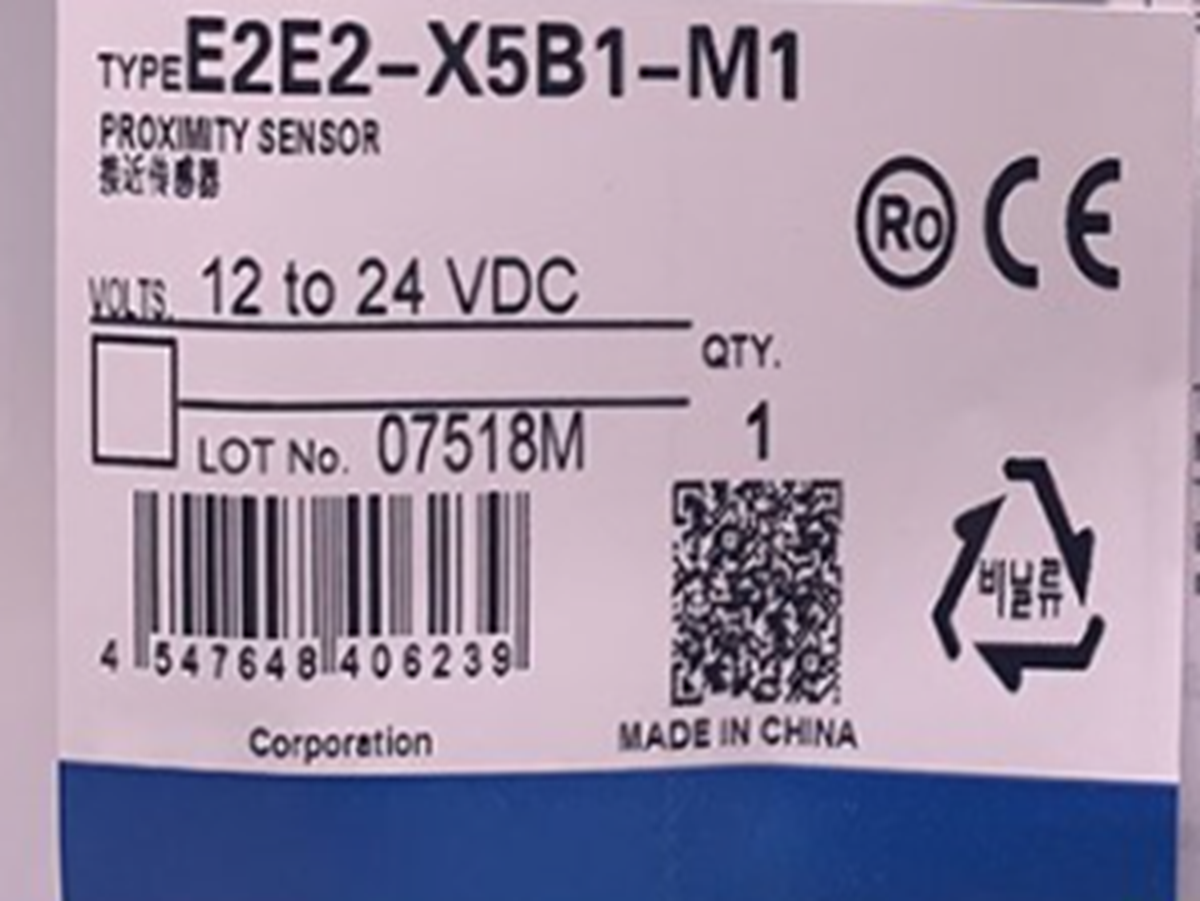 TYPE E2E2-X5B1-M1
PROXIMITY SENSOR
接近传感器
Ro CE
VOLTS. 12 to 24 VDC
QTY.
1
LOT No. 07518M
4 547648 406239
비닐류
Corporation
MADE IN CHINA